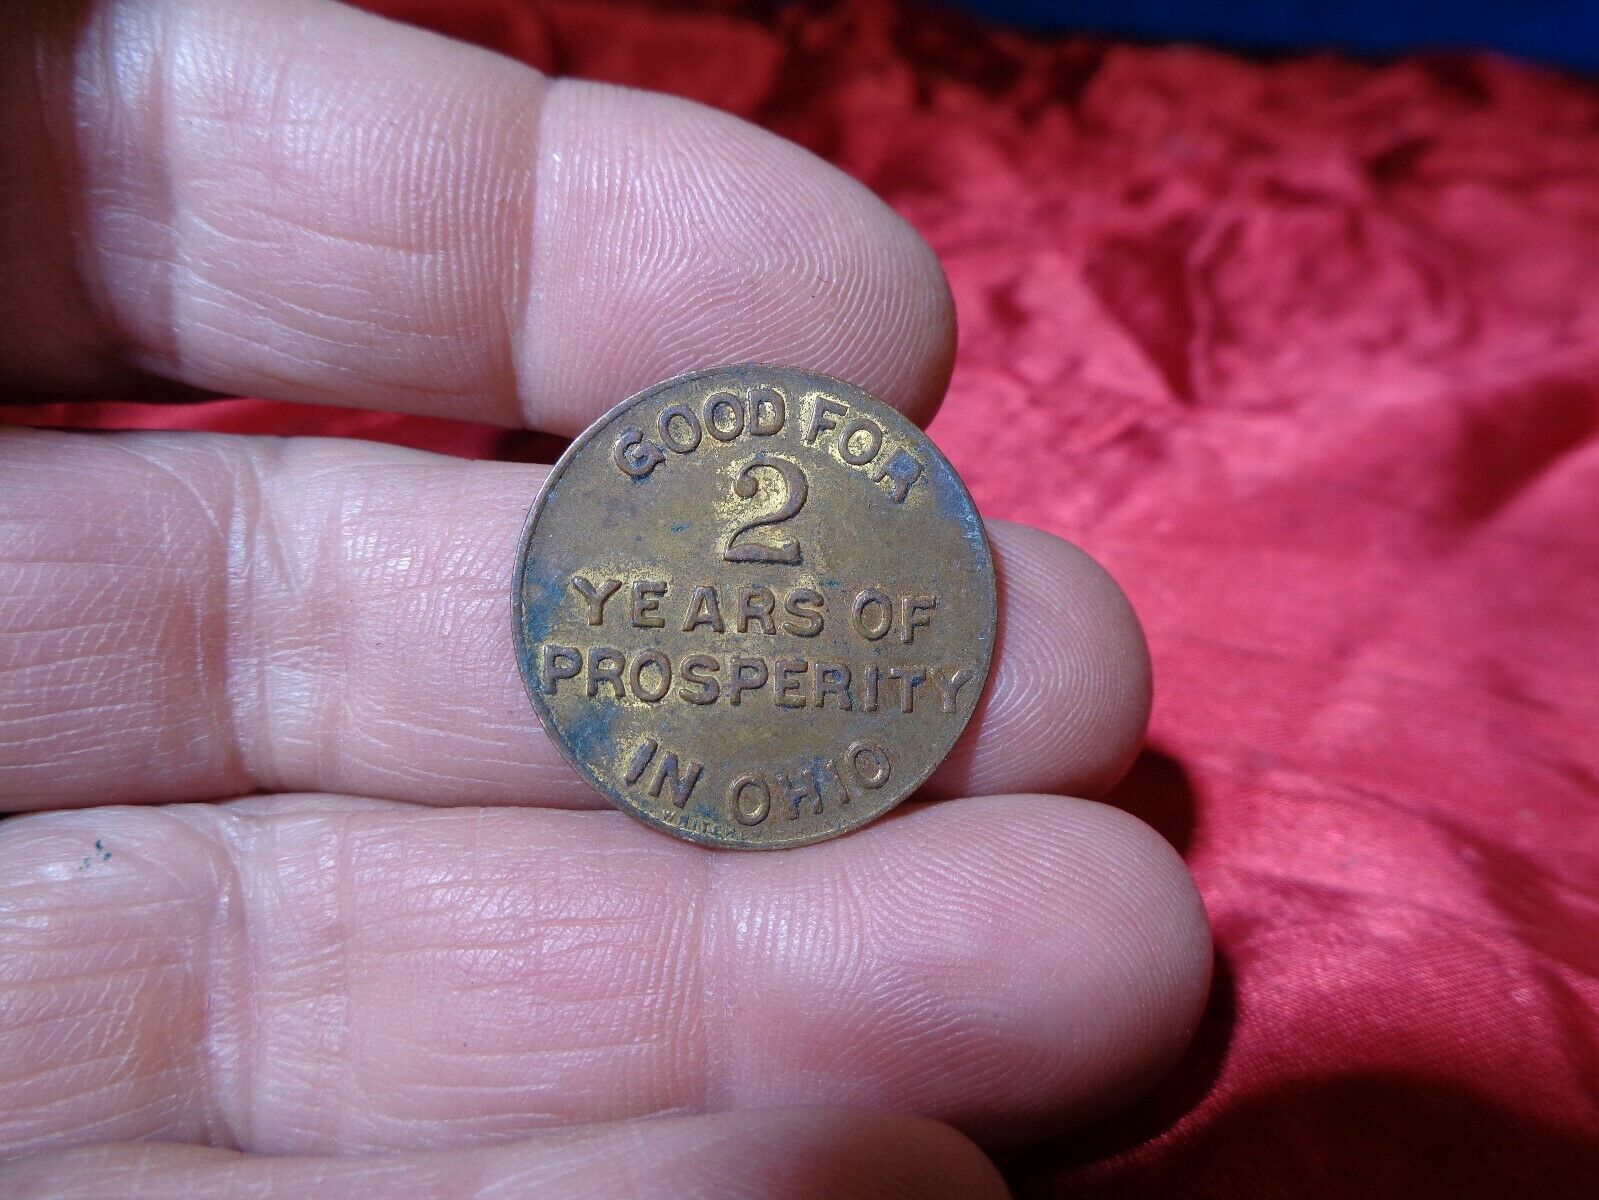 GOOD FOR
2
YEARS OF
PROSPERITY
IN OHIO